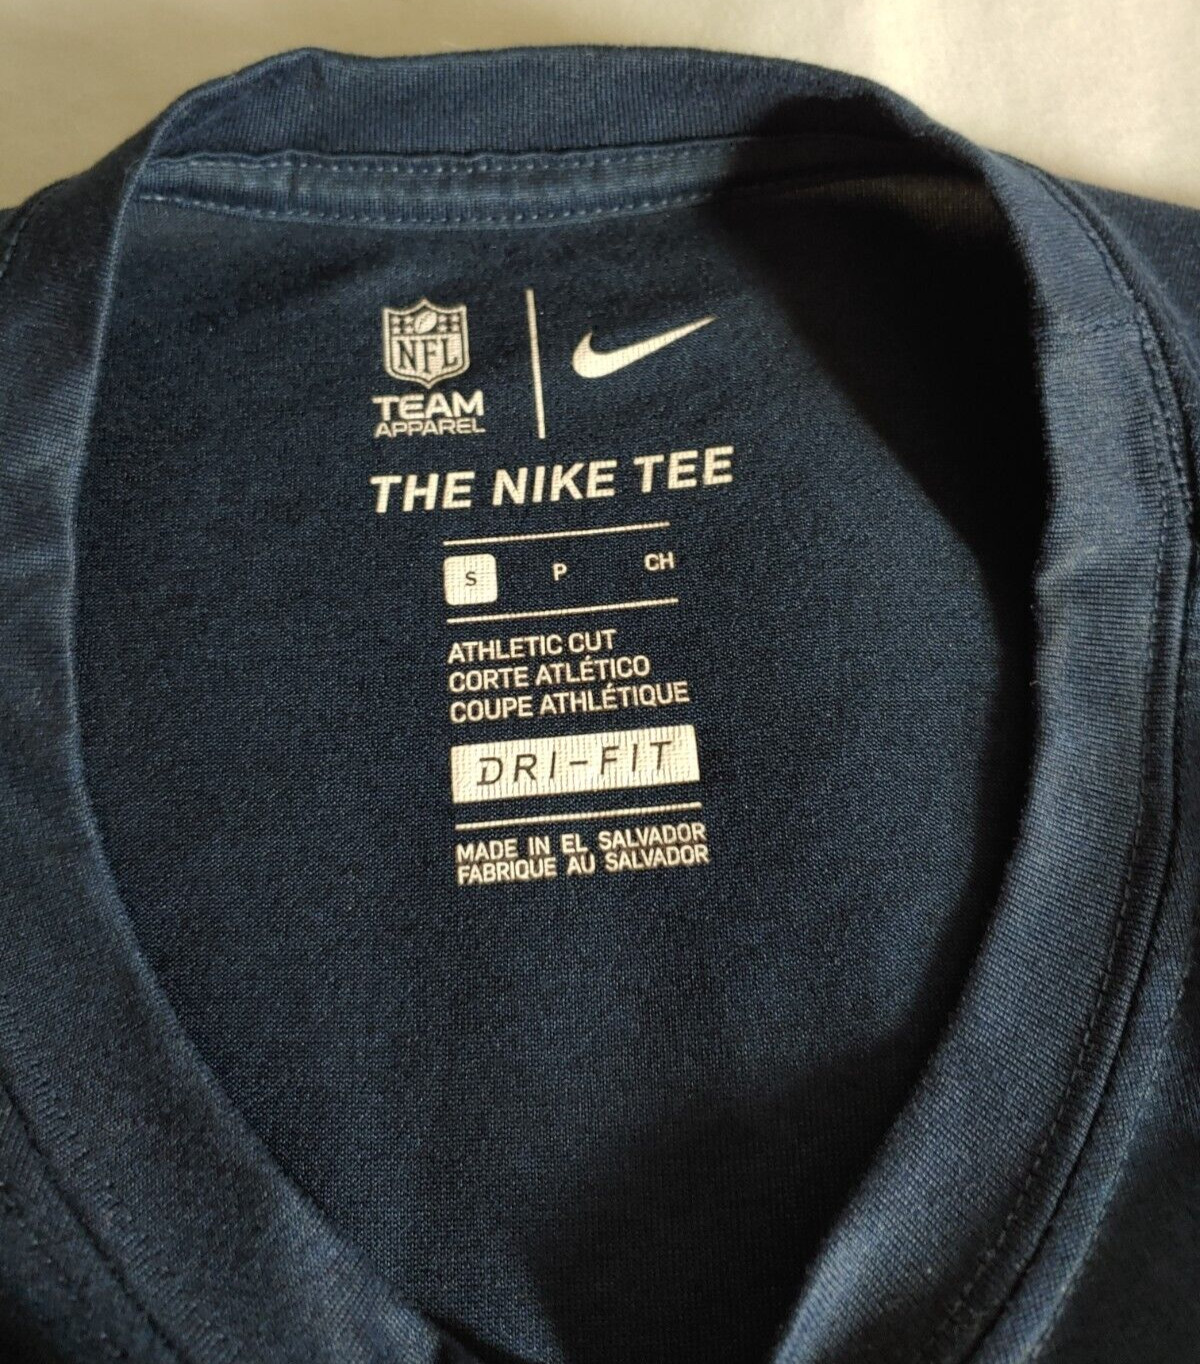 NFL
TEAM
APPAREL
THE NIKE TEE
S P CH
ATHLETIC CUT
CORTE ATLÉTICO
COUPE ATHLÉTIQUE
DRI-FIT
MADE IN EL SALVADOR
FABRIQUE AU SALVADOR